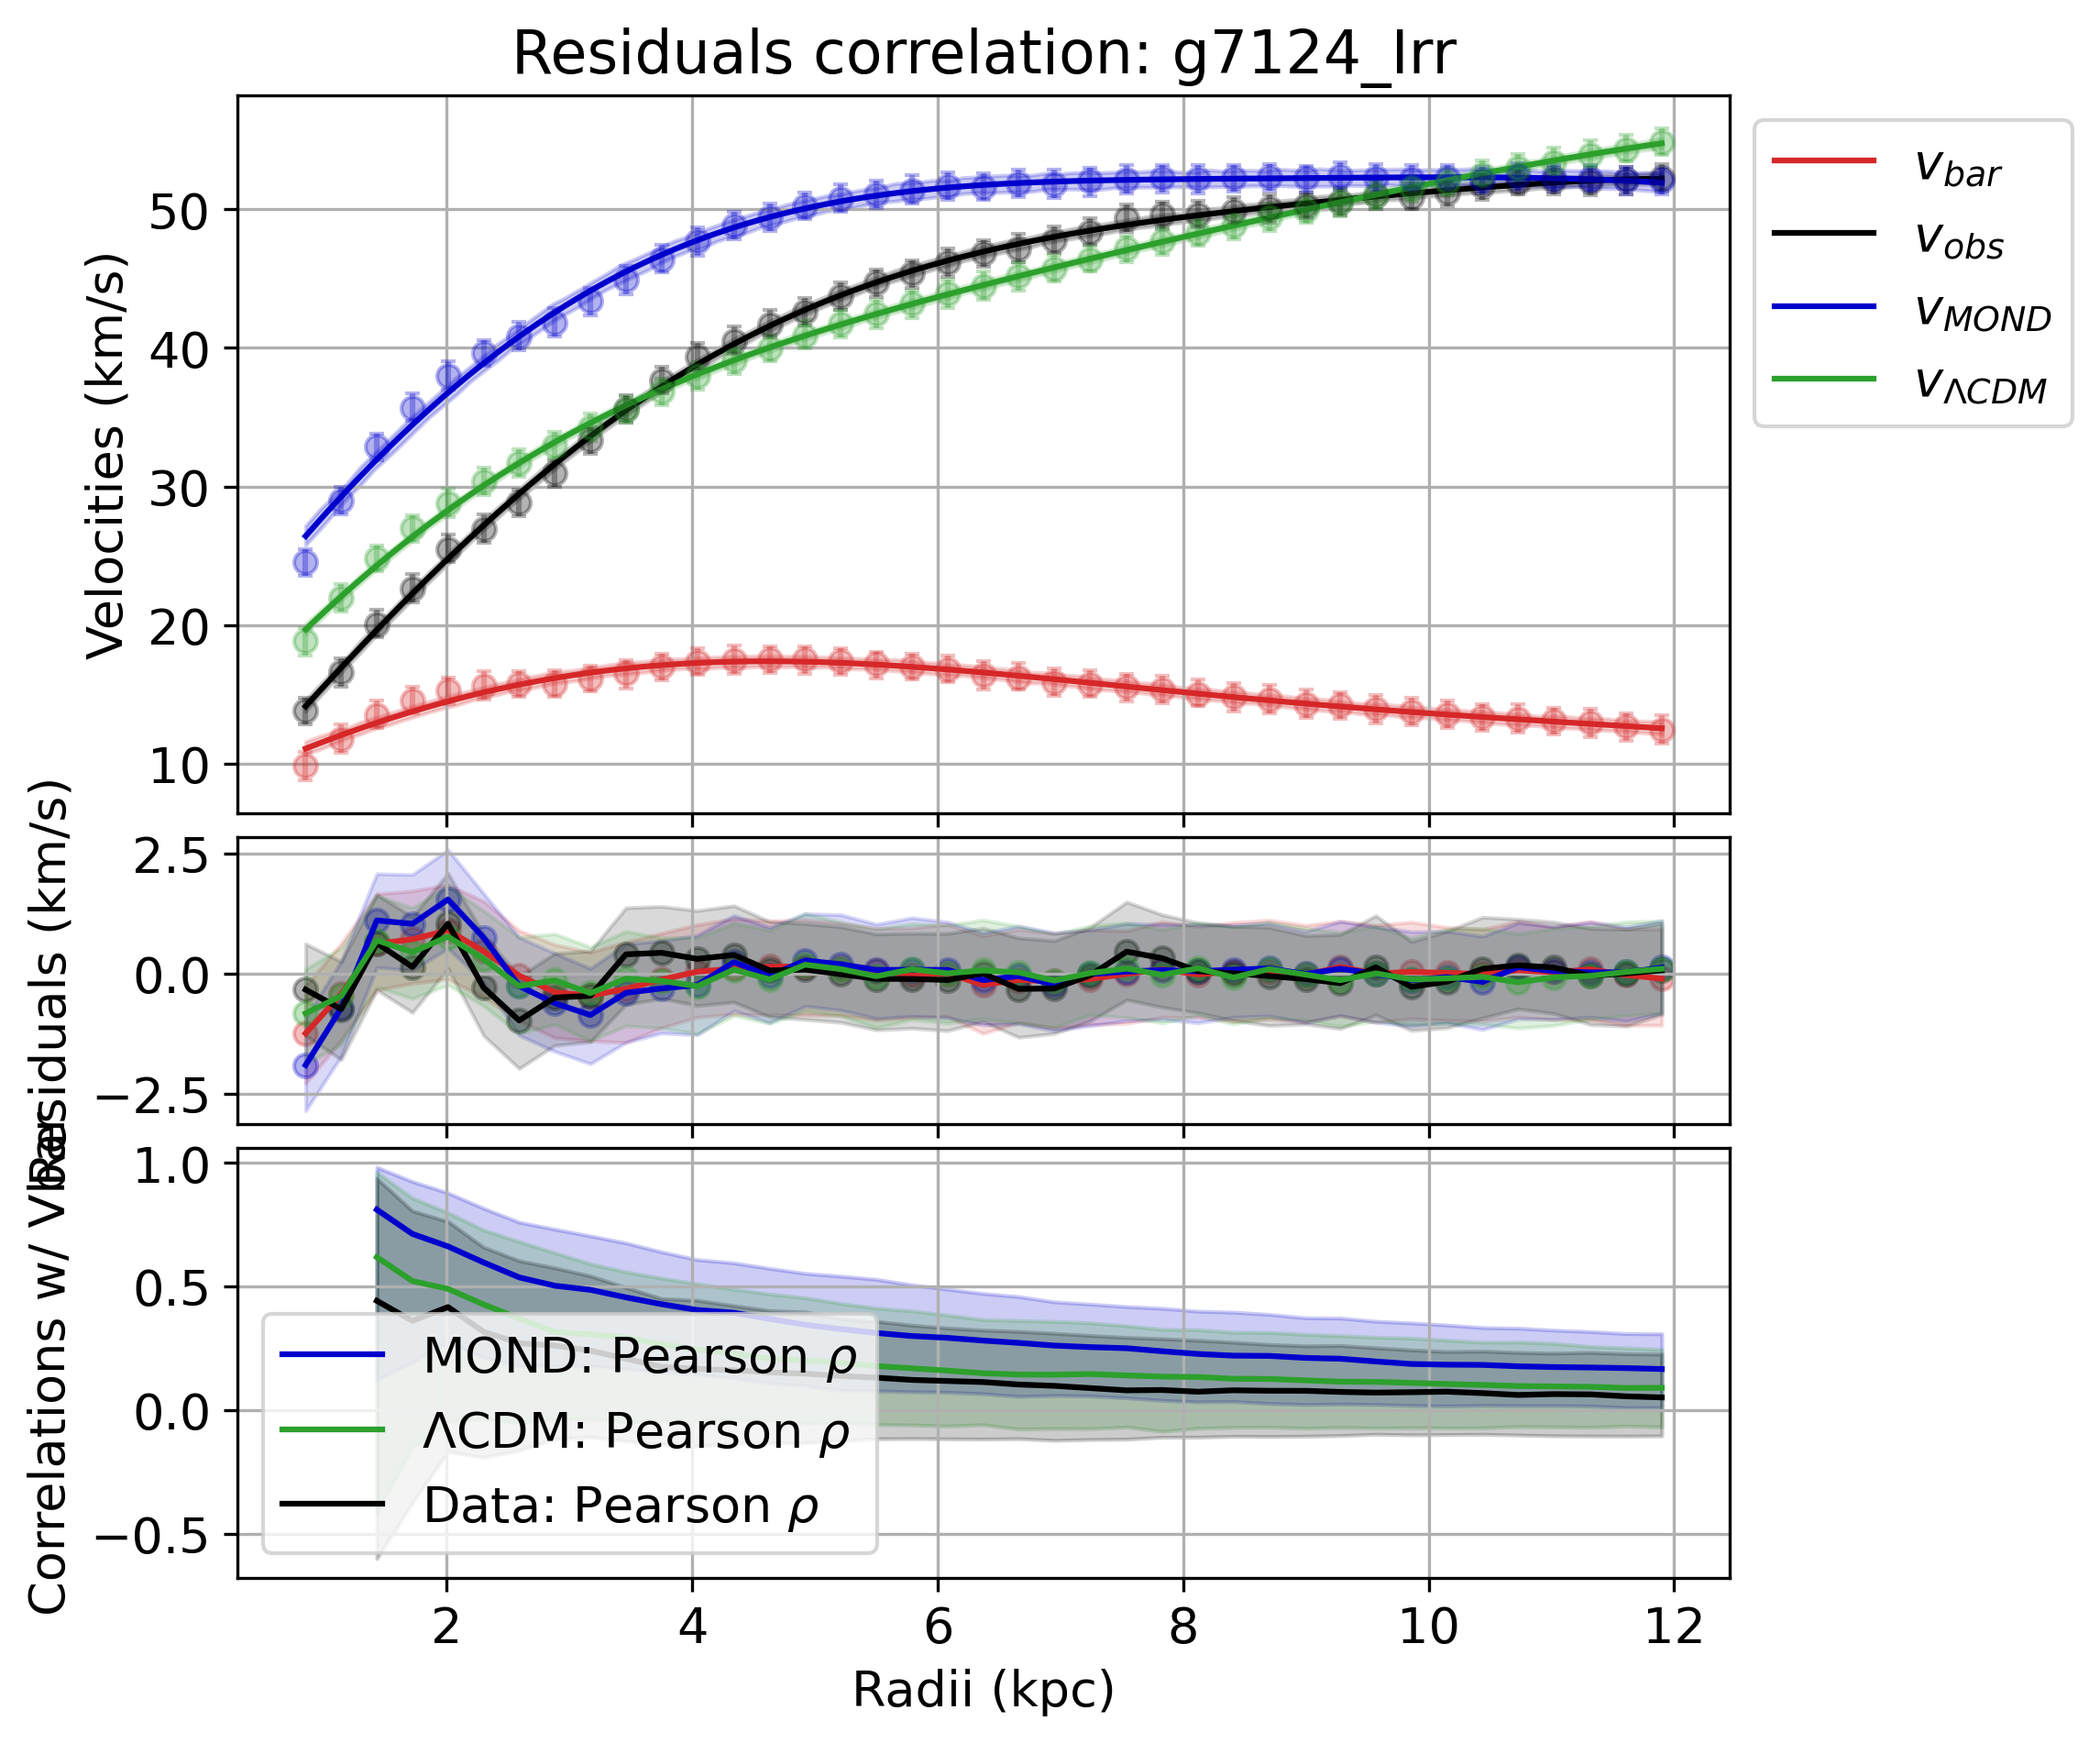 Residuals correlation: g7124_Irr
Velocities (km/s)
50
40
30
20
10
v_bar
v_obs
v_MOND
v_ΛCDM
Residuals (km/s)
2.5
0.0
−2.5
Correlations w/ Vbar
1.0
0.5
0.0
−0.5
MOND: Pearson ρ
ΛCDM: Pearson ρ
Data: Pearson ρ
2 4 6 8 10 12
Radii (kpc)